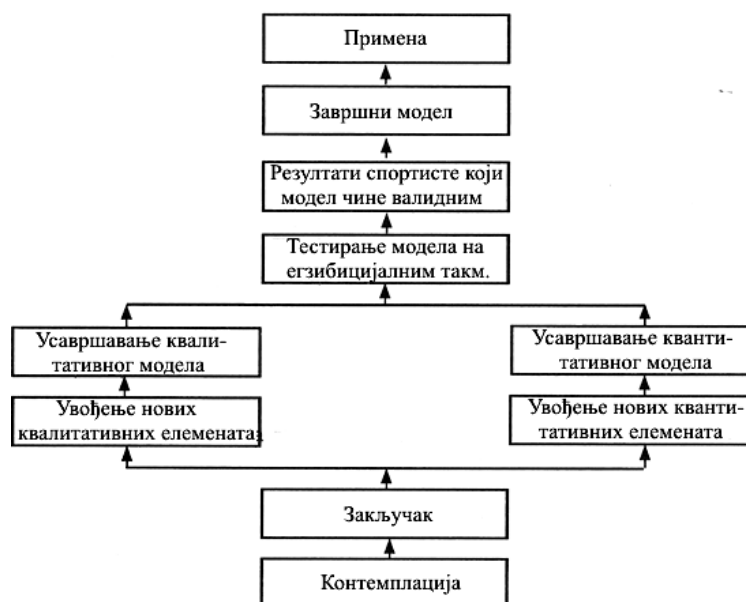 Примена
Завршни модел
Резултати спортисте који
модел чине валидним
Тестирање модела на
егзибицијалним такм.
Усавршавање квали-
тативног модела
Усавршавање кванти-
тативног модела
Увођење нових
квалитативних елемената
Увођење нових кванти-
тативних елемената
Закључак
Контемплација